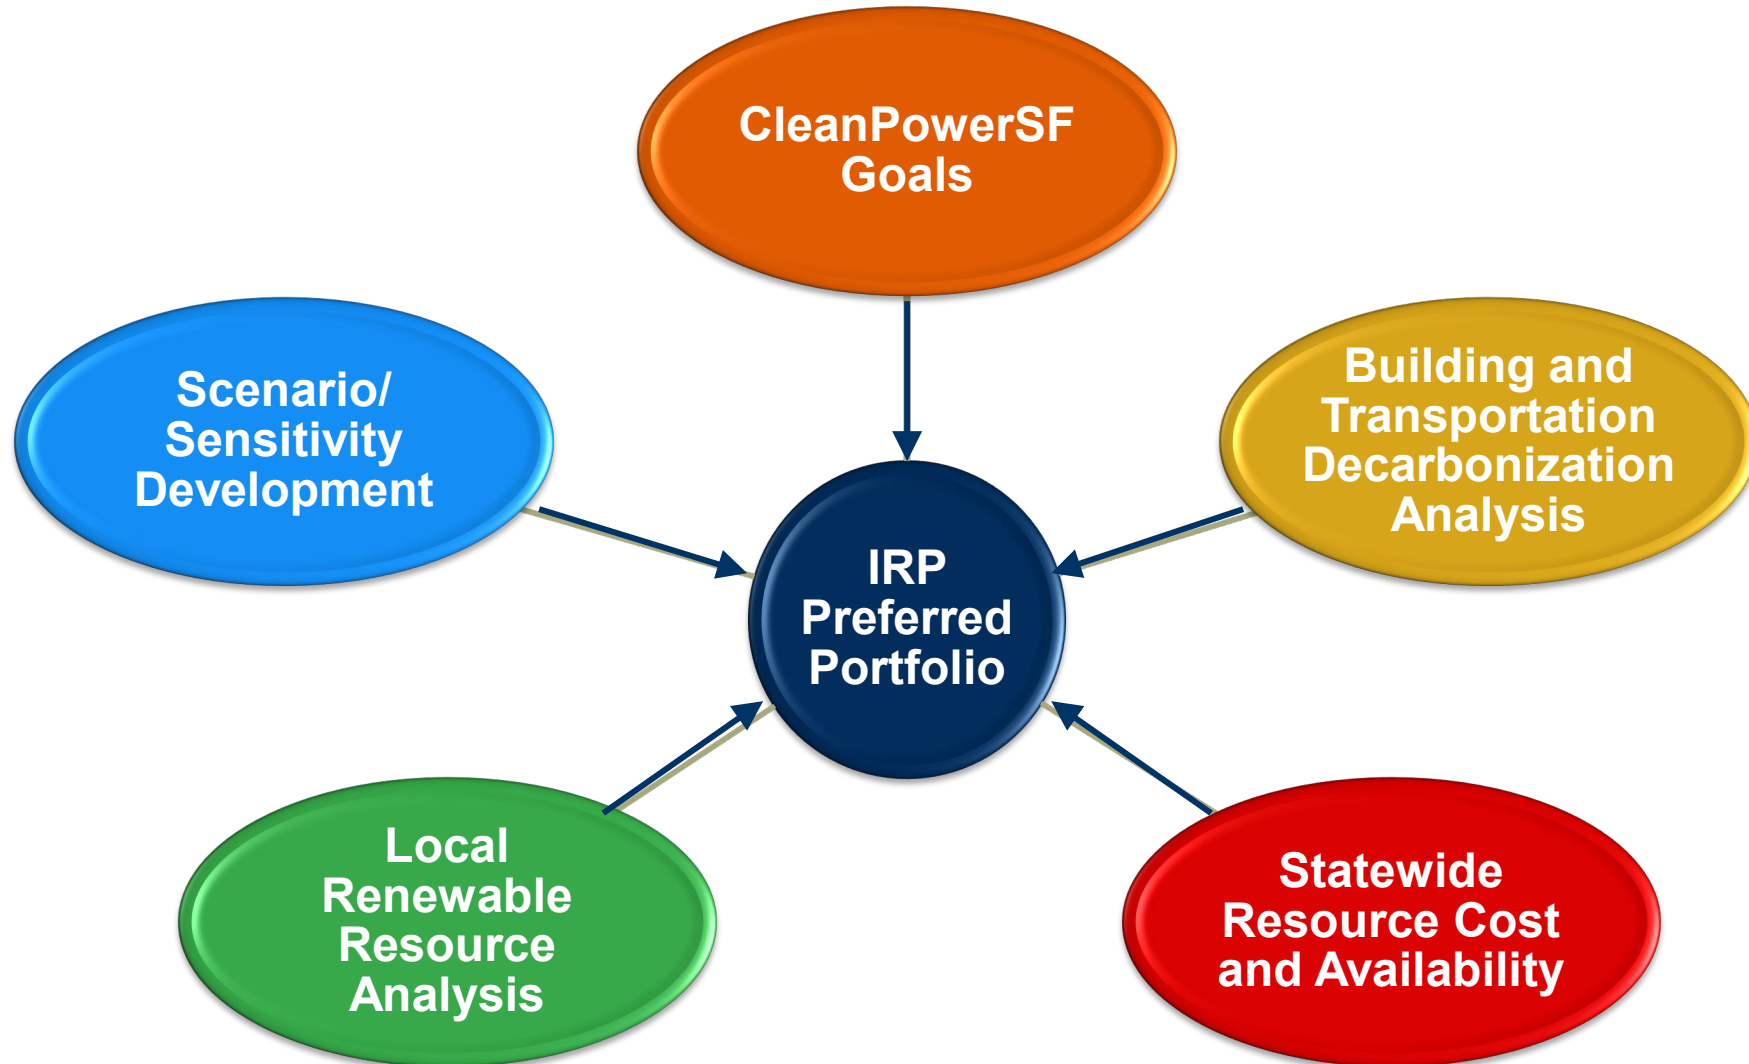 CleanPowerSF
Goals
Scenario/
Sensitivity
Development
Building and
Transportation
Decarbonization
Analysis
IRP
Preferred
Portfolio
Local
Renewable
Resource
Analysis
Statewide
Resource Cost
and Availability